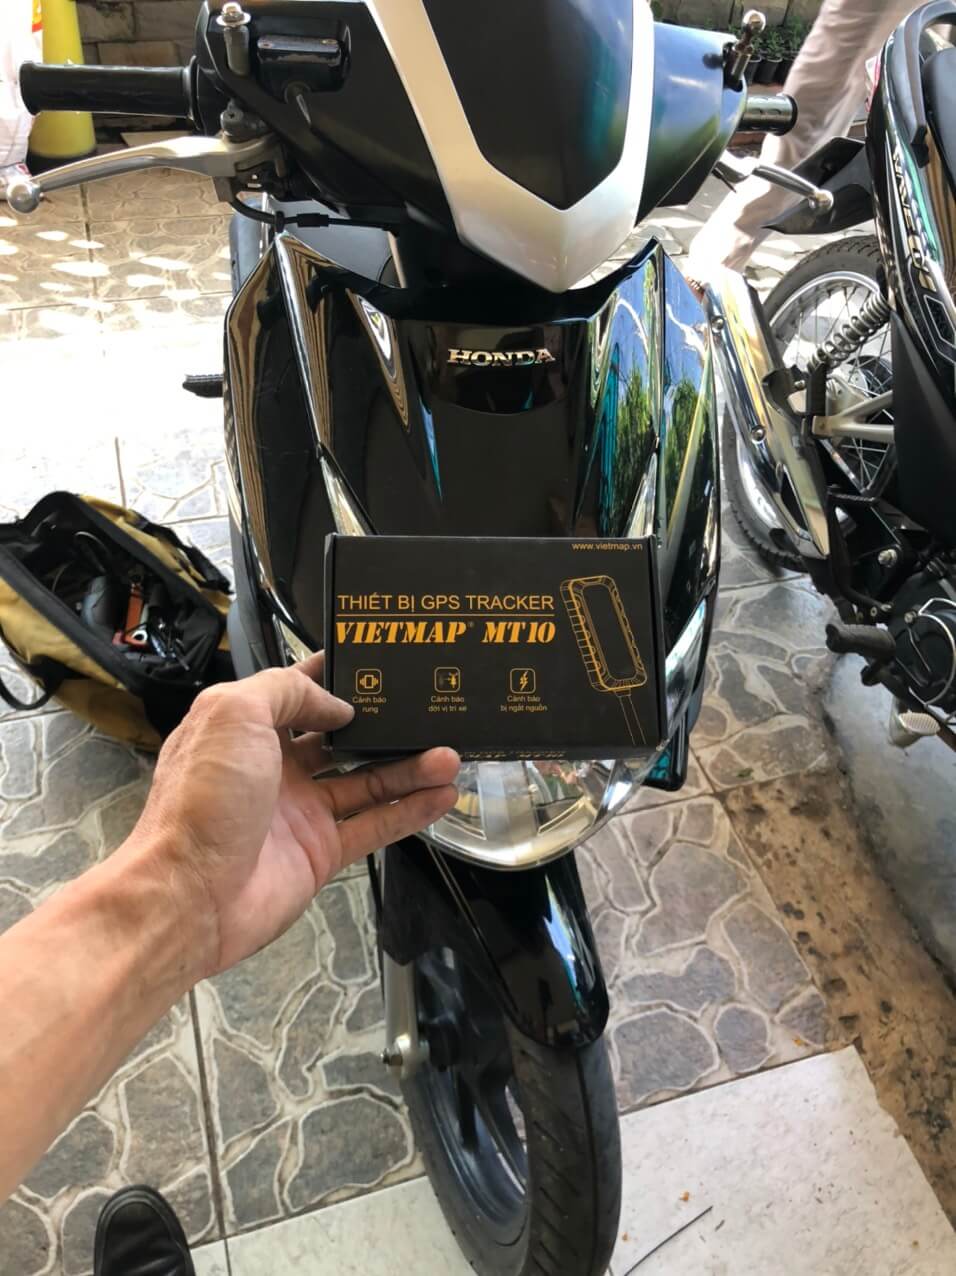 HONDA
www.vietmap.vn
THIẾT BỊ GPS TRACKER
VIETMAP® MT10
Cảnh báo
rung
Cảnh báo
dời vị trí xe
Cảnh báo
bị ngắt nguồn